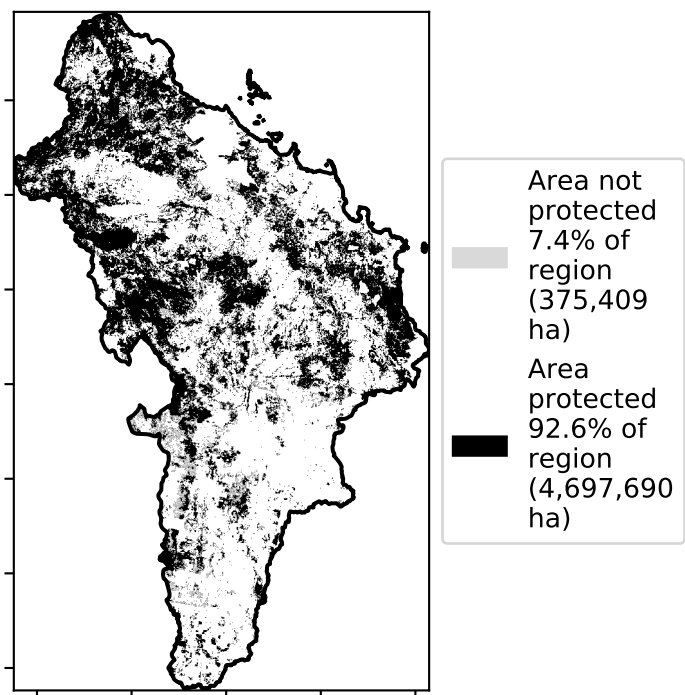 Area not
protected
7.4% of
region
(375,409
ha)
Area
protected
92.6% of
region
(4,697,690
ha)